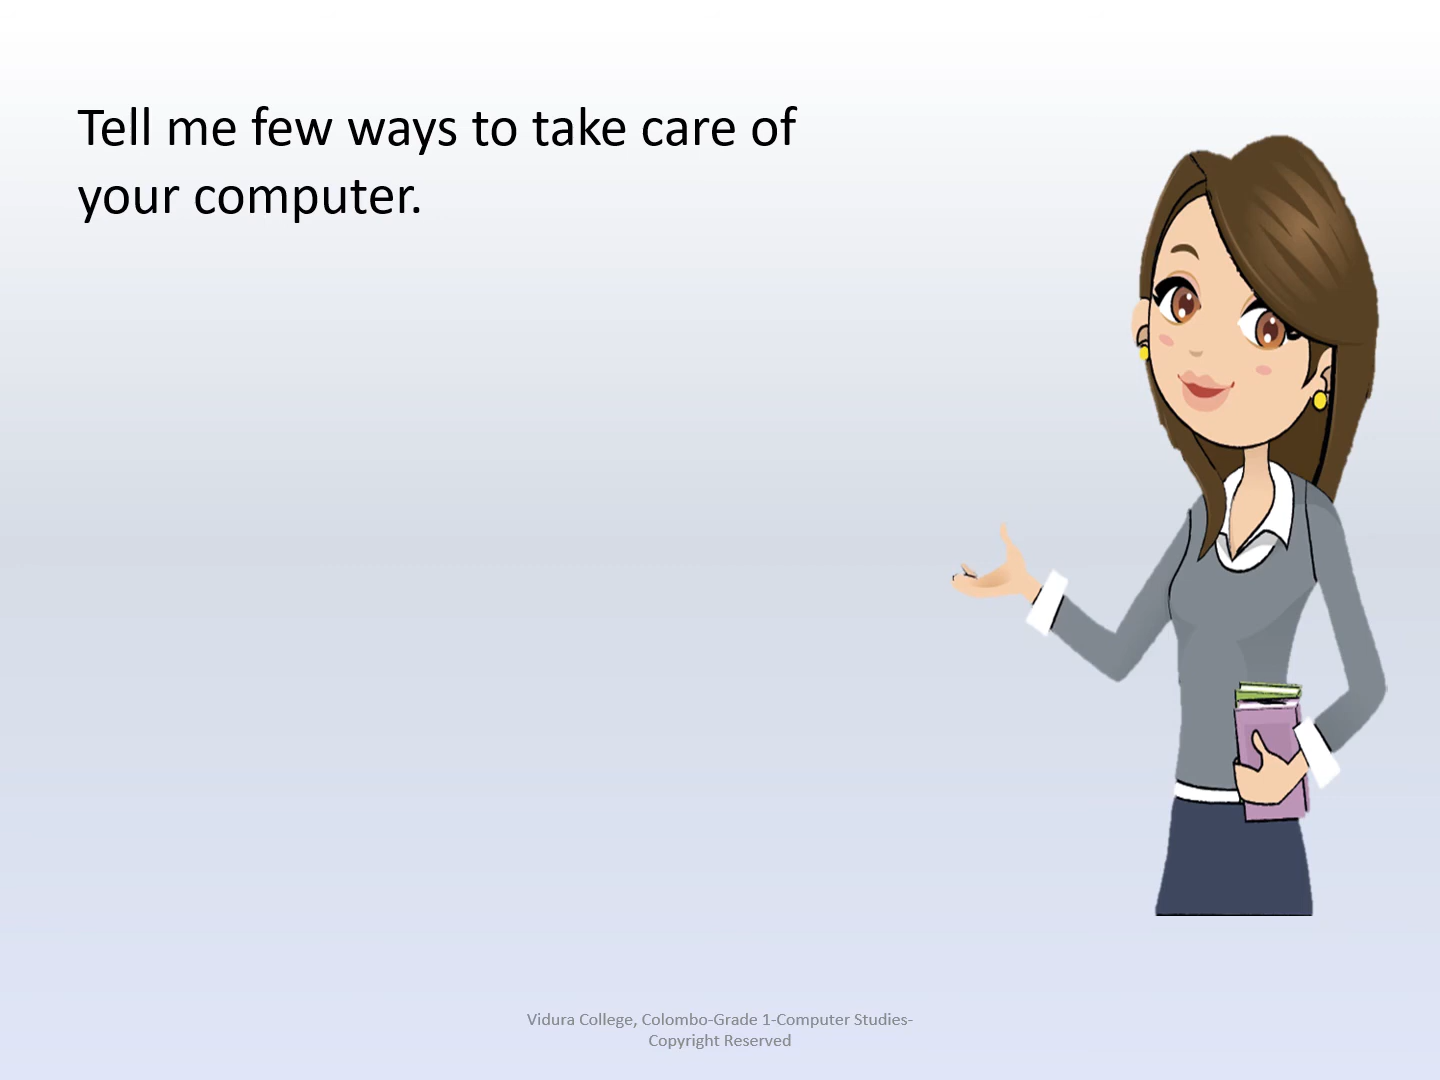 Tell me few ways to take care of
your computer.
Vidura College, Colombo-Grade 1-Computer Studies-
Copyright Reserved